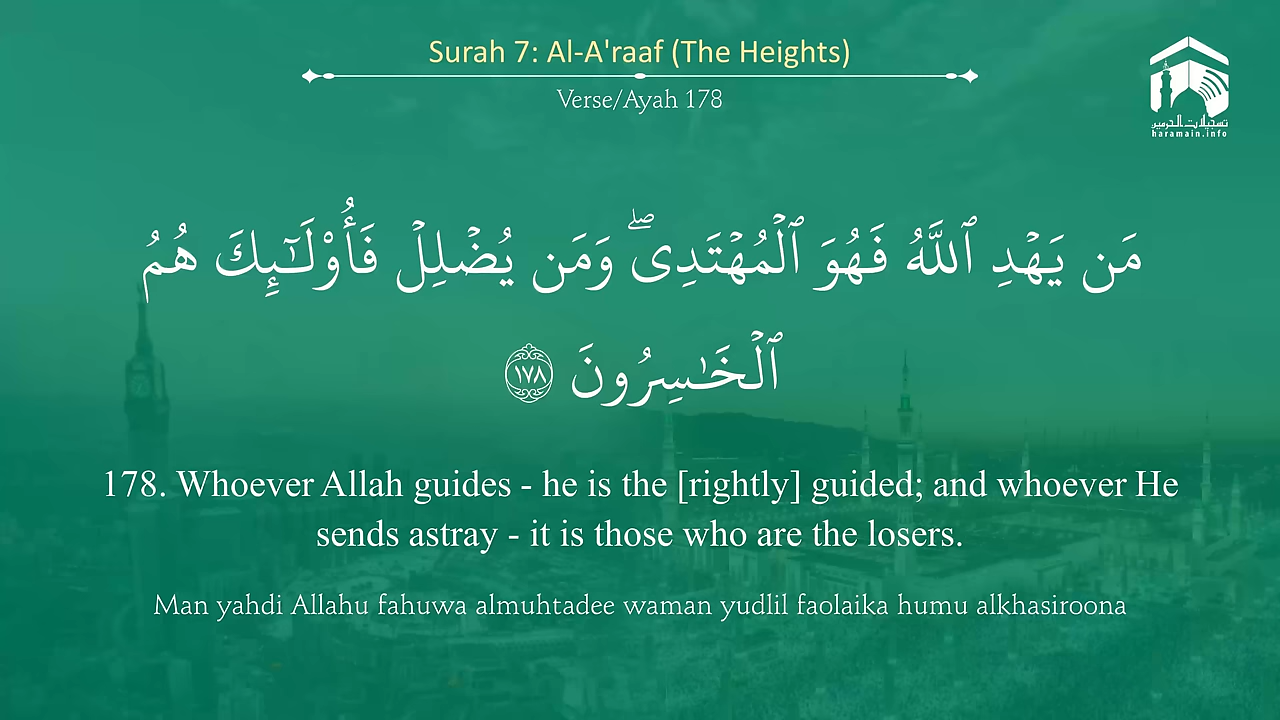 Surah 7: Al-A'raaf (The Heights)
Verse/Ayah 178
تسجيلات الحرمين
haramain.info
مَن يَهْدِ ٱللَّهُ فَهُوَ ٱلْمُهْتَدِى ۖ وَمَن يُضْلِلْ فَأُو۟لَـٰٓئِكَ هُمُ
ٱلْخَـٰسِرُونَ ١٧٨
178. Whoever Allah guides - he is the [rightly] guided; and whoever He
sends astray - it is those who are the losers.
Man yahdi Allahu fahuwa almuhtadee waman yudlil faolaika humu alkhasiroona